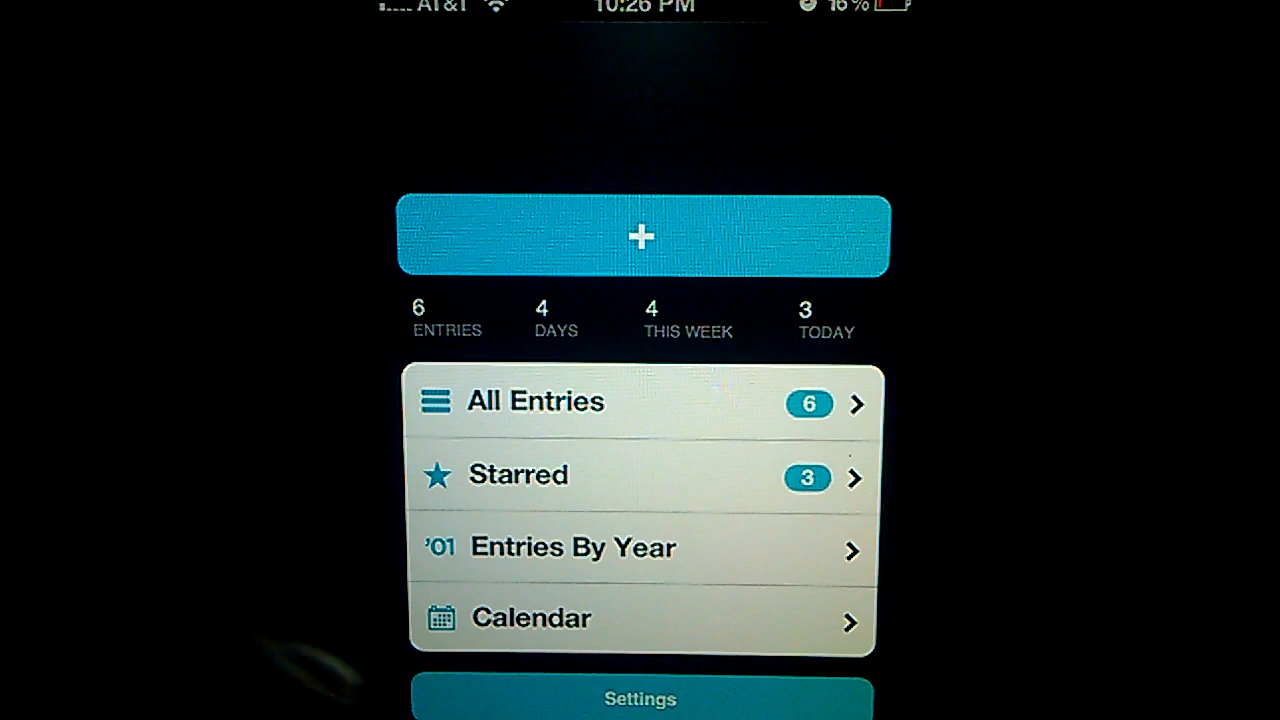 AT&T 10:26 PM 16%
+
6 4 4 3
ENTRIES DAYS THIS WEEK TODAY
All Entries 6
Starred 3
'01 Entries By Year
Calendar
Settings